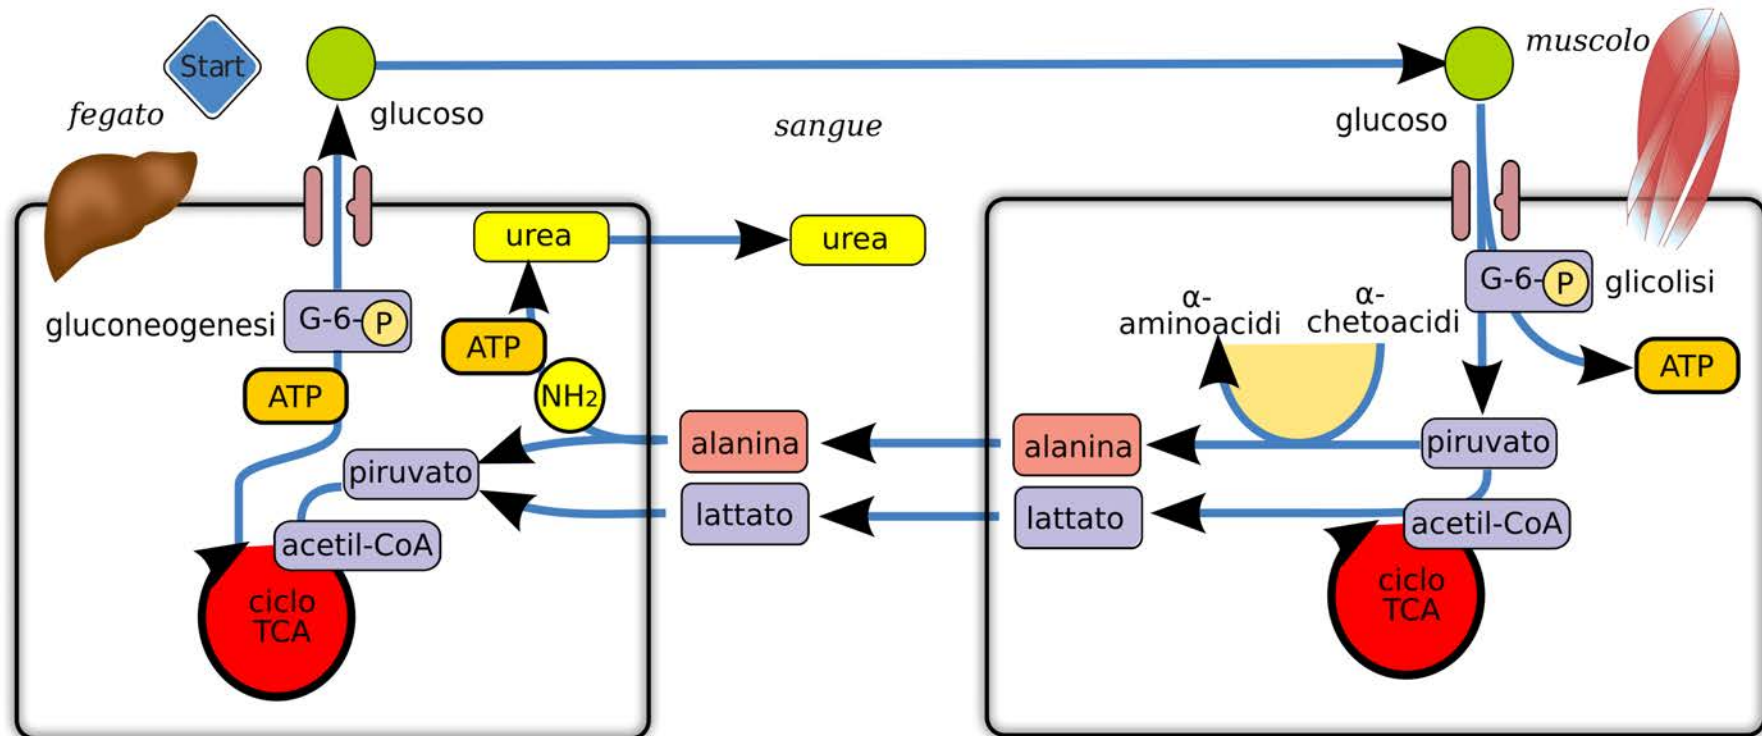 Start
muscolo
fegato
glucoso
sangue
glucoso
urea
urea
G-6-P
glicolisi
α-
aminoacidi
α-
chetoacidi
gluconeogenesi
G-6-P
ATP
ATP
ATP
NH₂
alanina
alanina
piruvato
piruvato
lattato
lattato
acetil-CoA
acetil-CoA
ciclo
TCA
ciclo
TCA